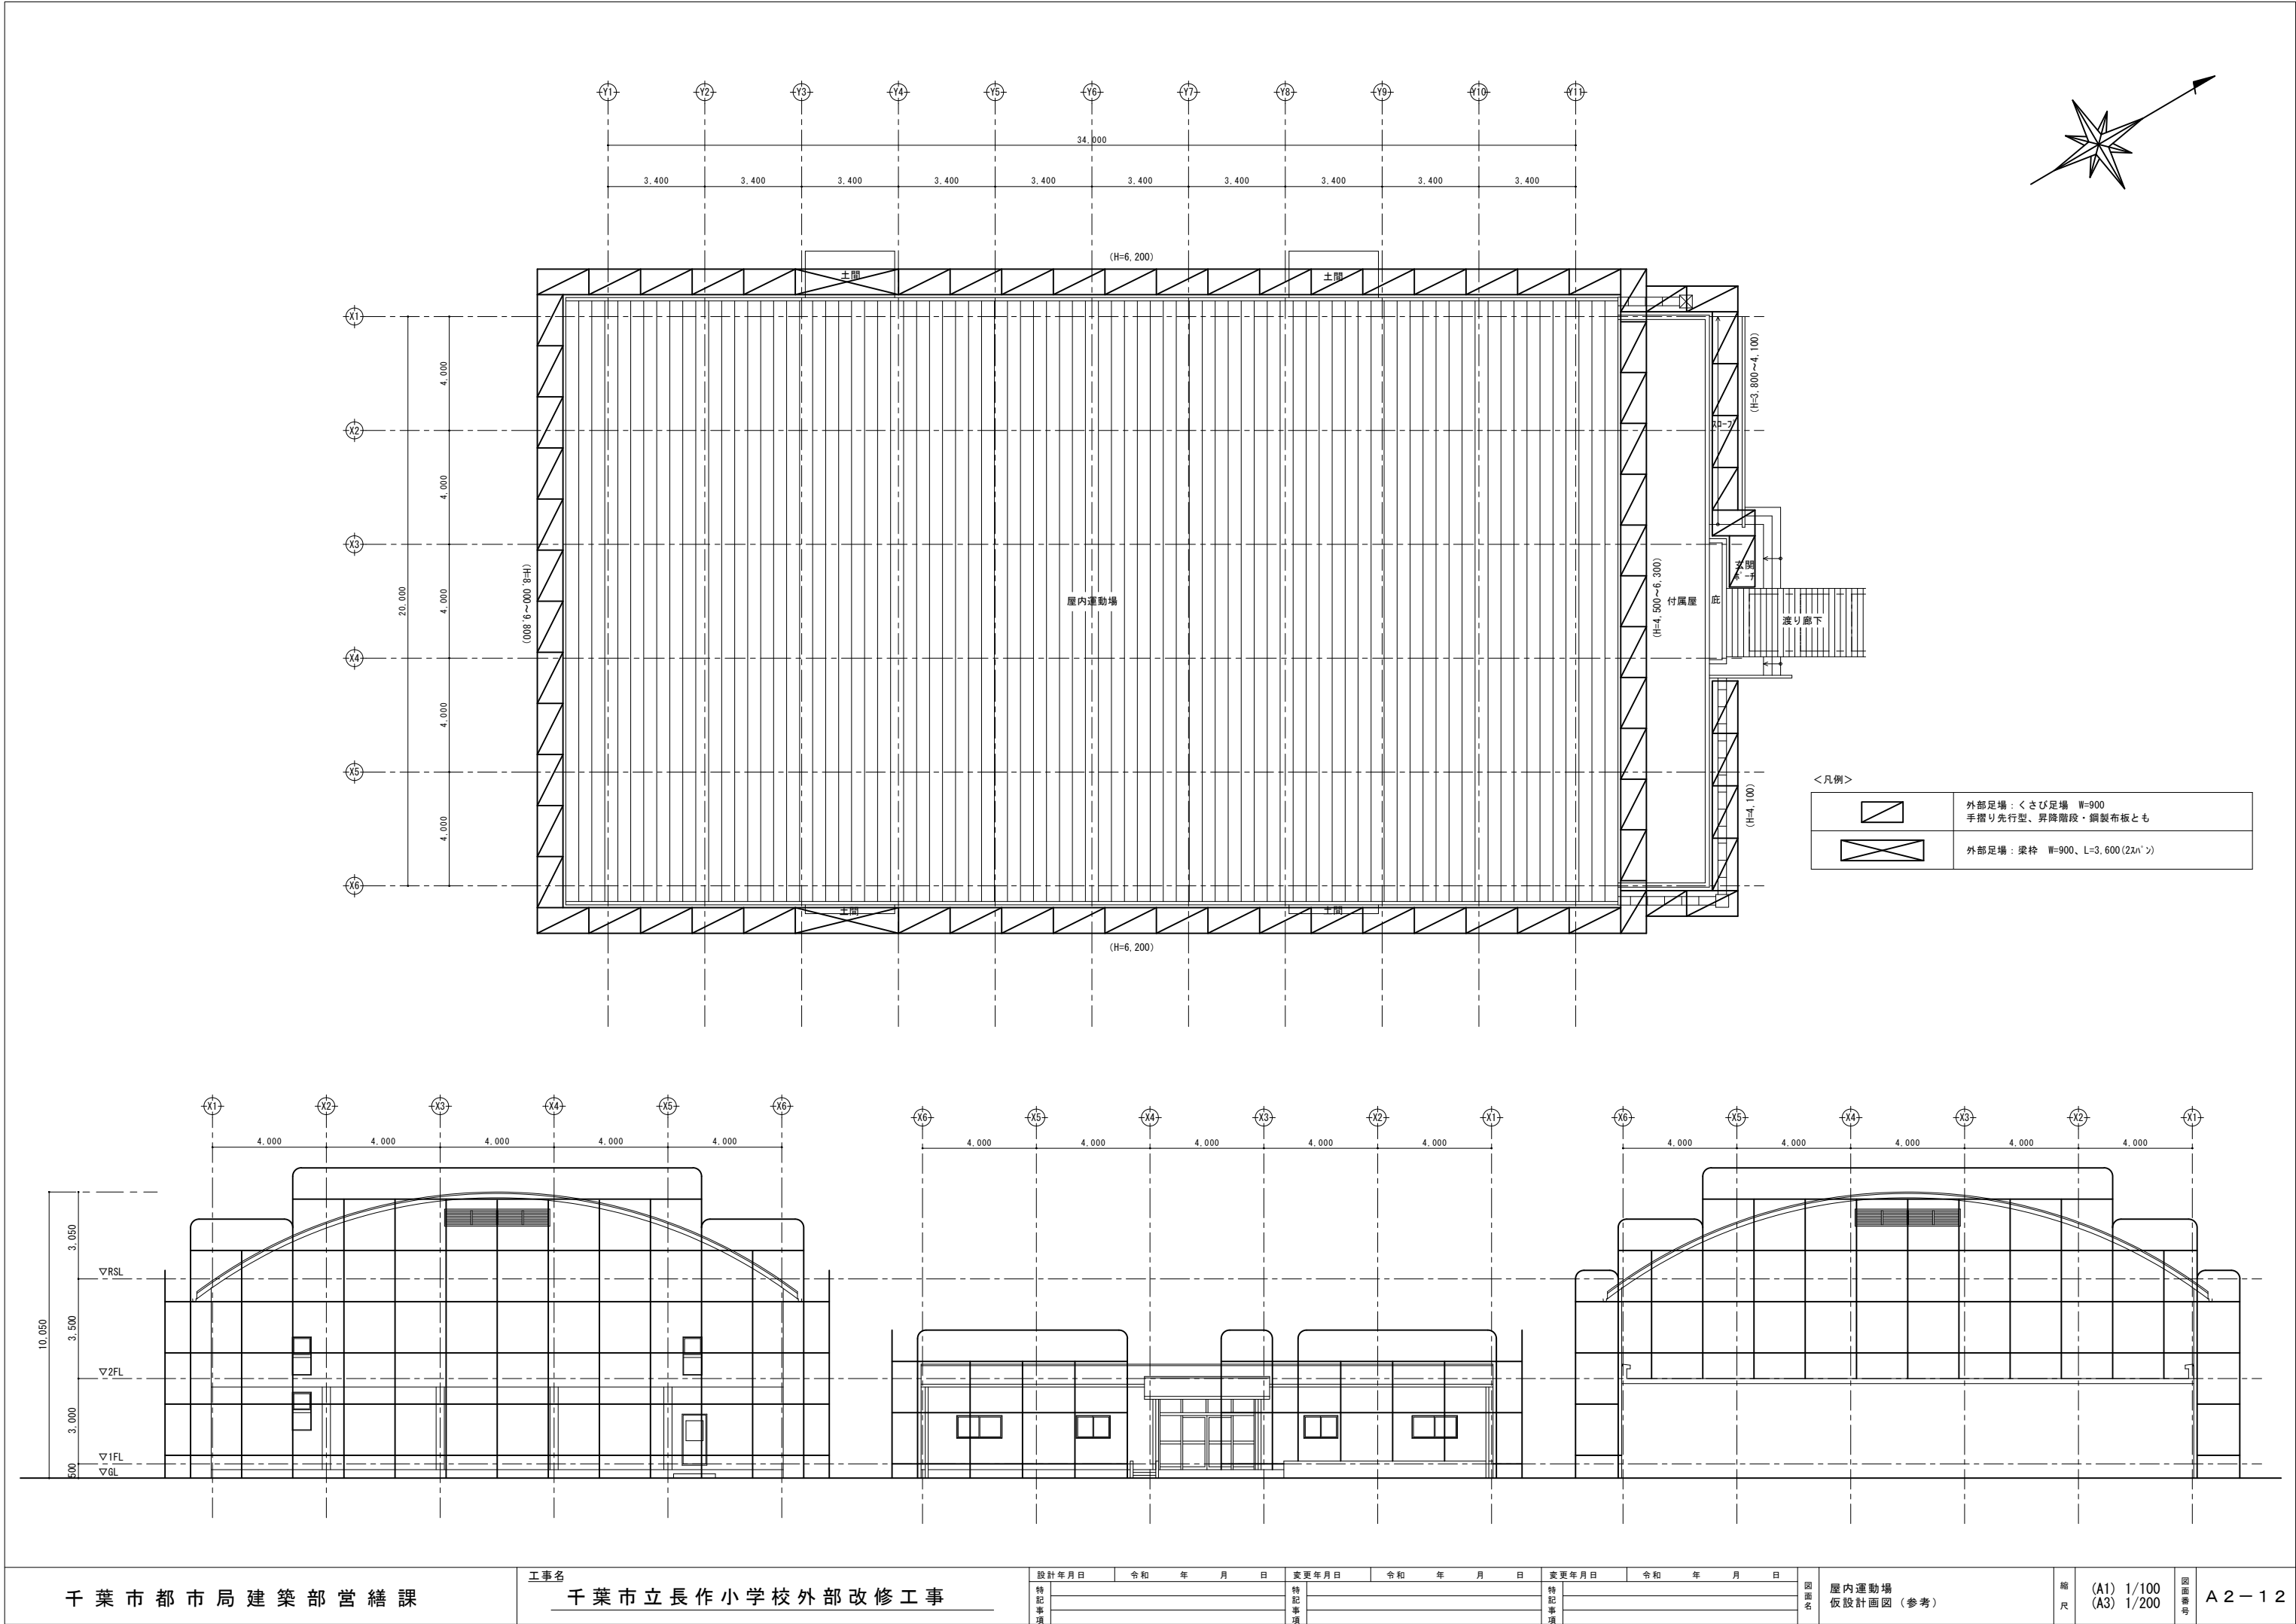 Y1 Y2 Y3 Y4 Y5 Y6 Y7 Y8 Y9 Y10 Y11
34,000
3,400 3,400 3,400 3,400 3,400 3,400 3,400 3,400 3,400 3,400
(H=6,200)
土間 土間
X1
X2
X3
X4
X5
X6
20,000
4,000
4,000
4,000
4,000
4,000
(H=8,000~9,800)
屋内運動場
(H=4,500~6,300)
付属屋
庇
(H=3,800~4,100)
スロープ
玄関
ポーチ
渡り廊下
(H=4,100)
土間 土間
(H=6,200)
<凡例>
外部足場:くさび足場 W=900
手摺り先行型、昇降階段・鋼製布板とも
外部足場:梁枠 W=900、L=3,600(2スパン)
X1 X2 X3 X4 X5 X6
4,000 4,000 4,000 4,000 4,000
X6 X5 X4 X3 X2 X1
4,000 4,000 4,000 4,000 4,000
X6 X5 X4 X3 X2 X1
4,000 4,000 4,000 4,000 4,000
10,050
3,050
3,500
3,000
500
▽RSL
▽2FL
▽1FL
▽GL
千葉市都市局建築部営繕課
工事名
千葉市立長作小学校外部改修工事
設計年月日 令和 年 月 日
特記事項
変更年月日 令和 年 月 日
特記事項
変更年月日 令和 年 月 日
特記事項
図面名
屋内運動場
仮設計画図(参考)
縮尺
(A1) 1/100
(A3) 1/200
図面番号
A2-12